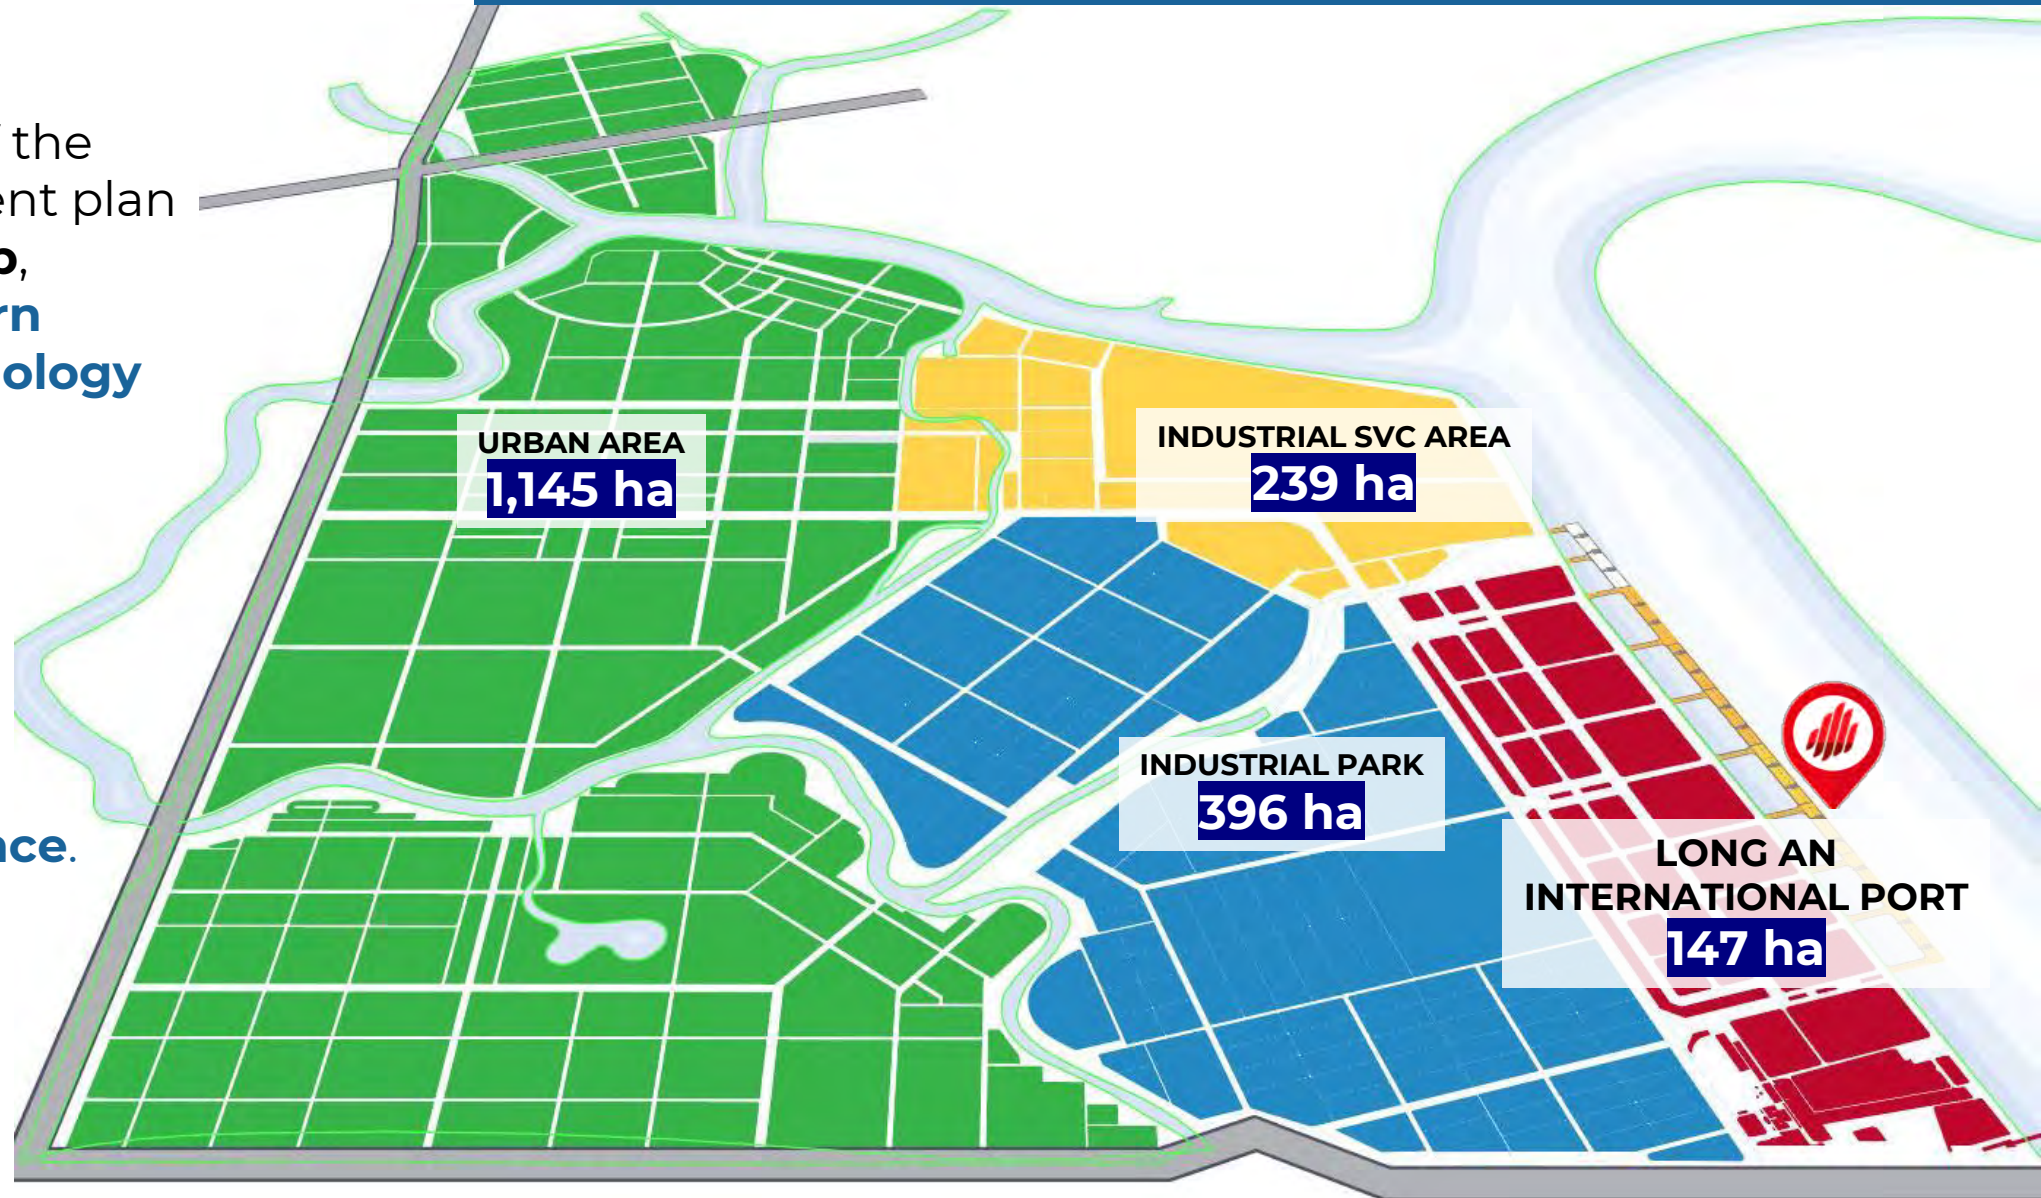 the
ent plan
,
rn
ology
nce.
URBAN AREA
1,145 ha
INDUSTRIAL SVC AREA
239 ha
INDUSTRIAL PARK
396 ha
LONG AN
INTERNATIONAL PORT
147 ha